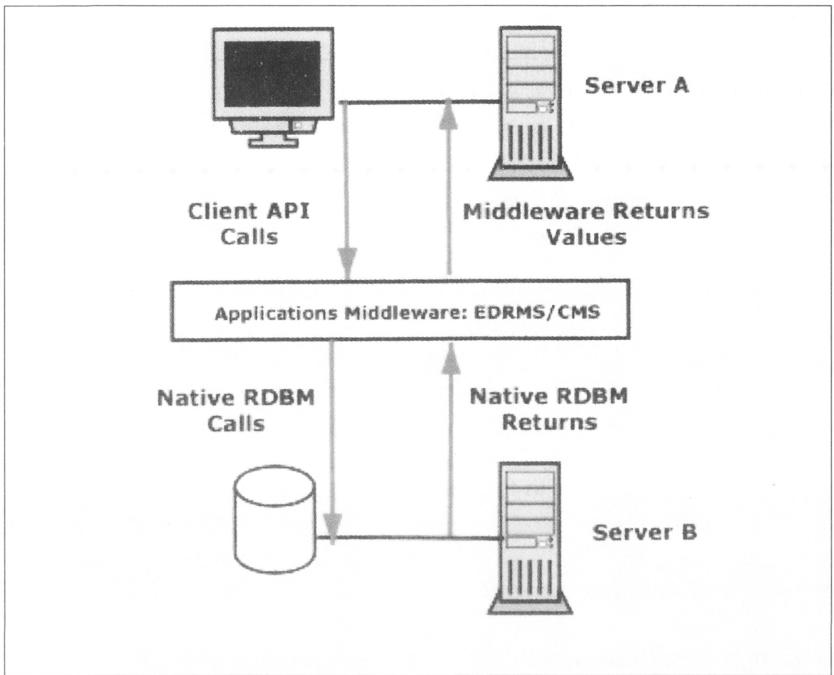 Server A
Client API
Calls
Middleware Returns
Values
Applications Middleware: EDRMS/CMS
Native RDBM
Calls
Native RDBM
Returns
Server B